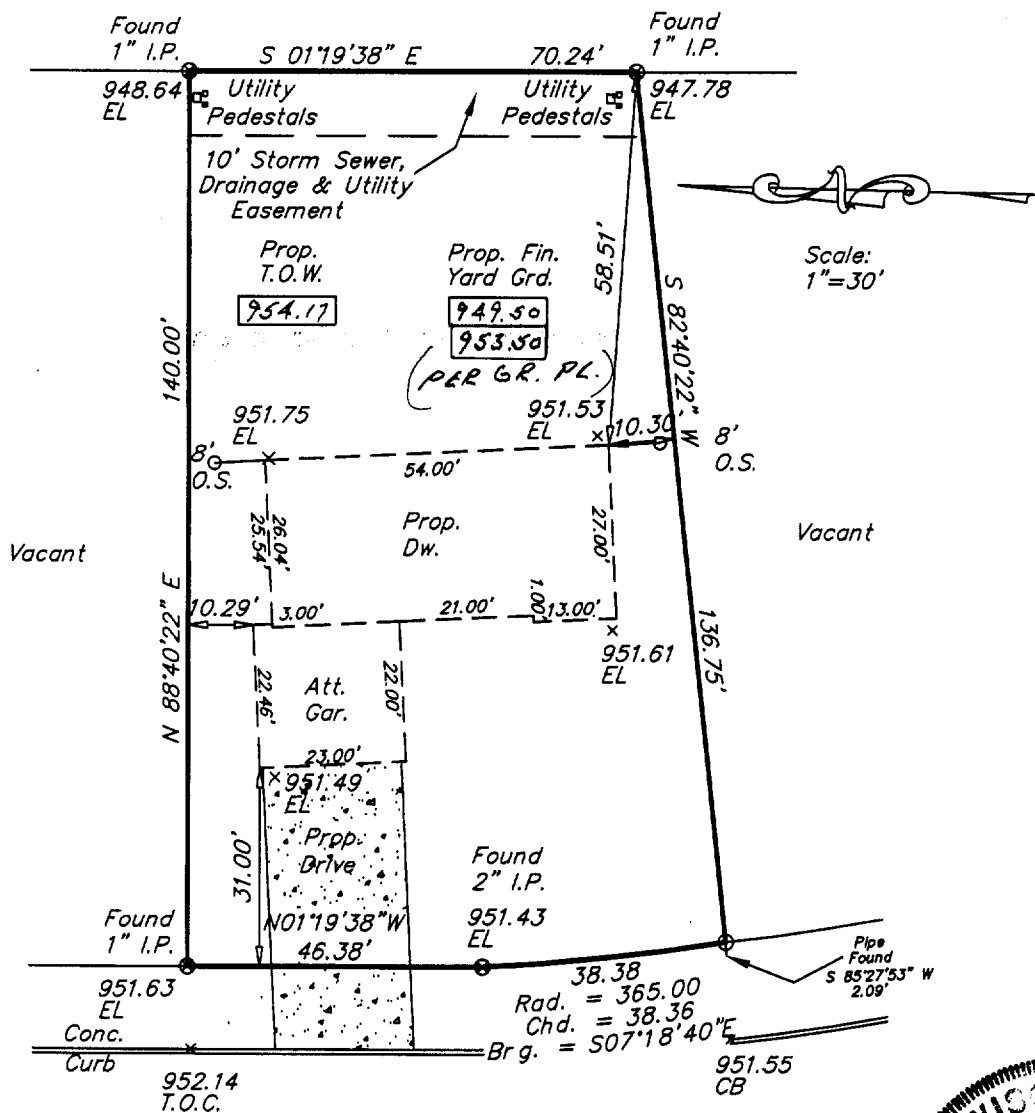 Found
1" I.P.
S 01°19'38" E
70.24'
Found
1" I.P.
948.64
EL
Utility
Pedestals
Utility
Pedestals
947.78
EL
10' Storm Sewer,
Drainage & Utility
Easement
Prop.
T.O.W.
954.17
Prop. Fin.
Yard Grd.
949.50
953.50
(PER GR. PL.)
58.51'
Scale:
1"=30'
S 82°40'22" W
140.00'
951.75
EL
951.53
EL
10.30
8'
O.S.
8'
O.S.
54.00'
Vacant
26.04'
25.54'
Prop.
Dw.
27.00'
Vacant
N 88°40'22" E
10.29'
3.00'
21.00'
1.00'
13.00'
951.61
EL
136.75'
22.46'
Att.
Gar.
22.00'
23.00'
951.49
EL
31.00'
Prop.
Drive
Found
2" I.P.
951.43
EL
Found
1" I.P.
N01°19'38"W
46.38'
951.63
EL
38.38
Rad. = 365.00
Chd. = 38.36
Brg. = S07°18'40"E
Pipe
Found
S 85°27'53" W
2.09'
Conc.
Curb
952.14
T.O.C.
951.55
CB